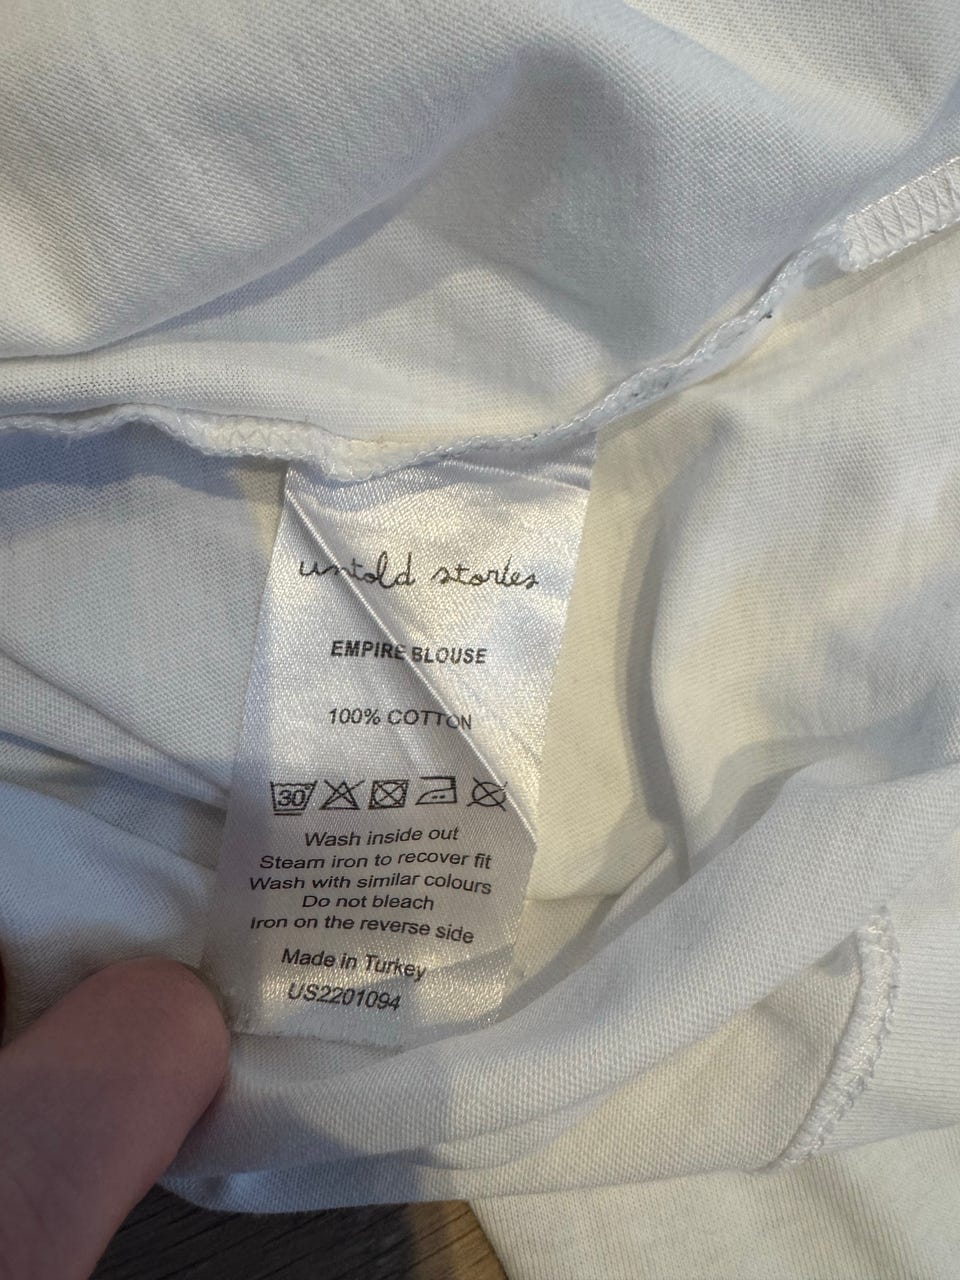 untold stories
EMPIRE BLOUSE
100% COTTON
30
Wash inside out
Steam iron to recover fit
Wash with similar colours
Do not bleach
Iron on the reverse side
Made in Turkey
US2201094